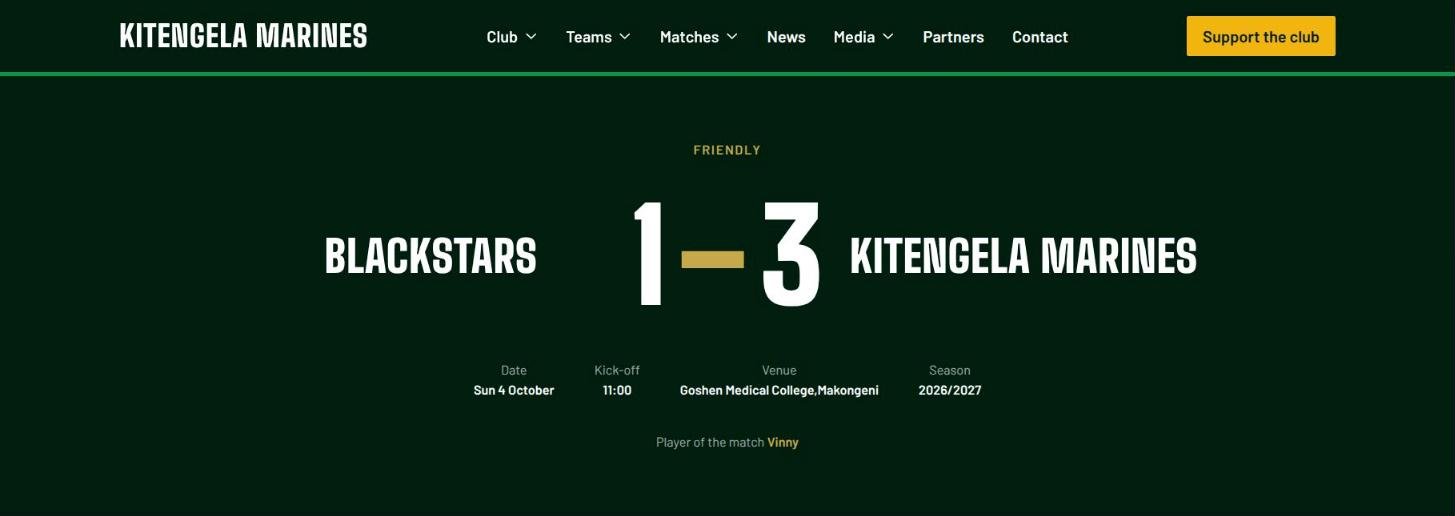 KITENGELA MARINES Club Teams Matches News Media Partners Contact Support the club
FRIENDLY
BLACKSTARS 1 – 3 KITENGELA MARINES
Date Kick-off Venue Season
Sun 4 October 11:00 Goshen Medical College,Makongeni 2026/2027
Player of the match Vinny